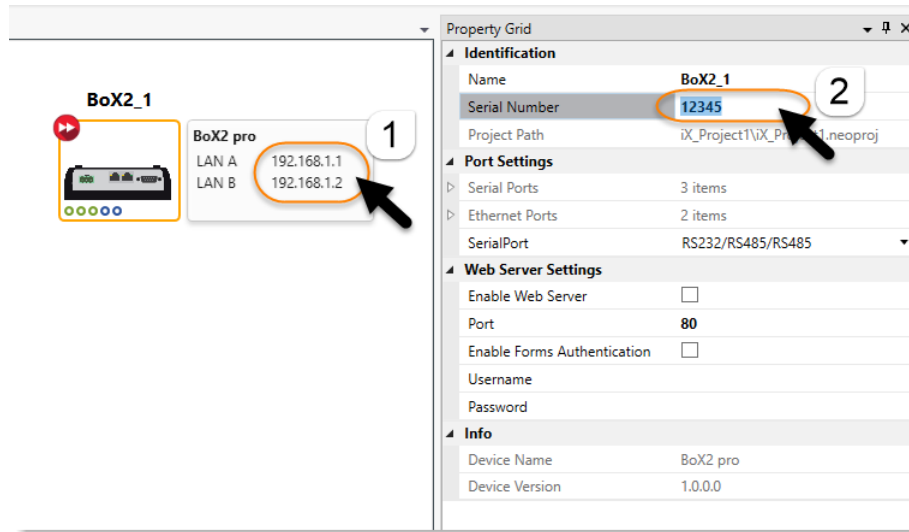 BoX2_1
BoX2 pro
LAN A 192.168.1.1
LAN B 192.168.1.2
1
Property Grid
Identification
Name BoX2_1
Serial Number 12345
2
Project Path iX_Project1\iX_Pr t1.neoproj
Port Settings
Serial Ports 3 items
Ethernet Ports 2 items
SerialPort RS232/RS485/RS485
Web Server Settings
Enable Web Server
Port 80
Enable Forms Authentication
Username
Password
Info
Device Name BoX2 pro
Device Version 1.0.0.0